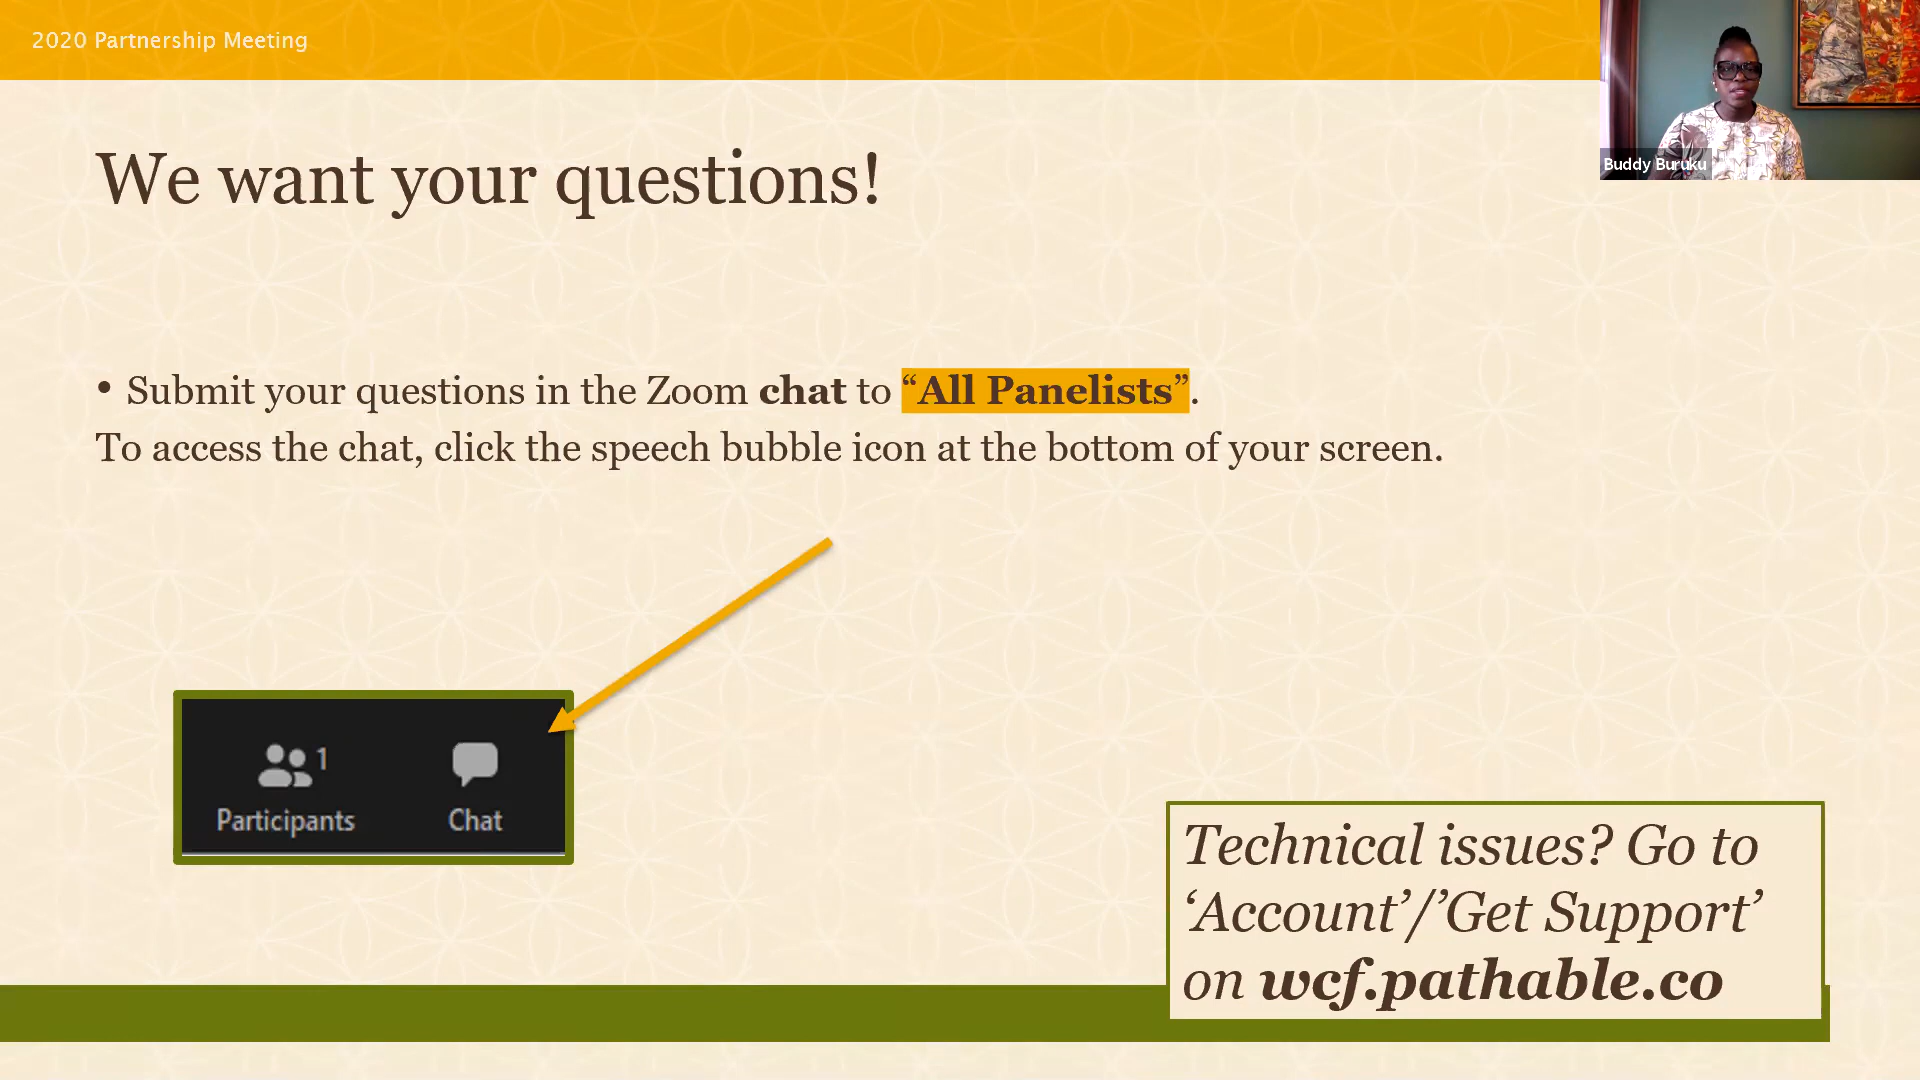 2020 Partnership Meeting
Buddy Buruku
We want your questions!
• Submit your questions in the Zoom chat to “All Panelists”.
To access the chat, click the speech bubble icon at the bottom of your screen.
1
Participants
Chat
Technical issues? Go to
‘Account’/’Get Support’
on wcf.pathable.co